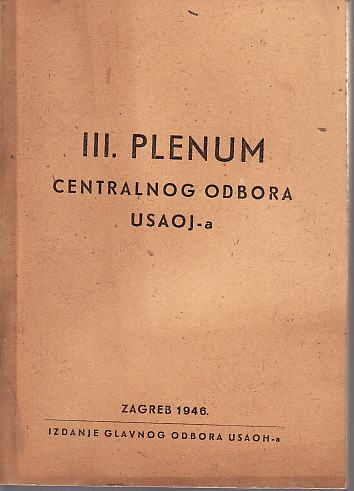 III. PLENUM
CENTRALNOG ODBORA
USAOJ-a
ZAGREB 1946.
IZDANJE GLAVNOG ODBORA USAOH-a